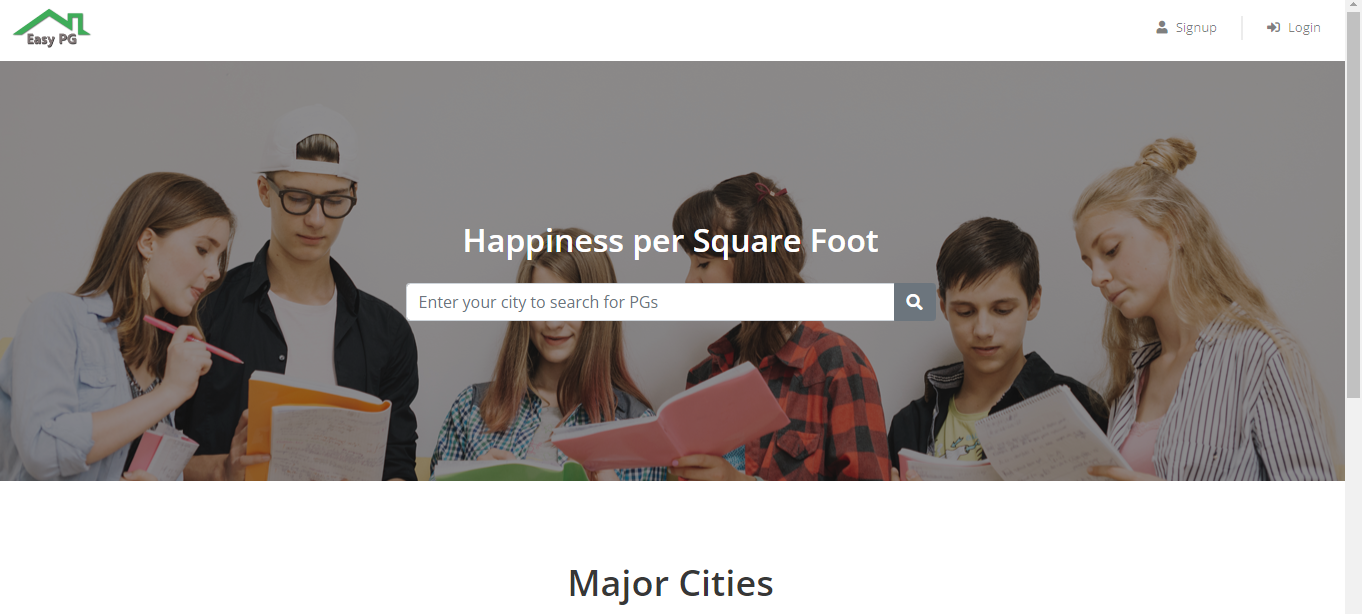 Easy PG
Signup
Login
Happiness per Square Foot
Enter your city to search for PGs
Major Cities